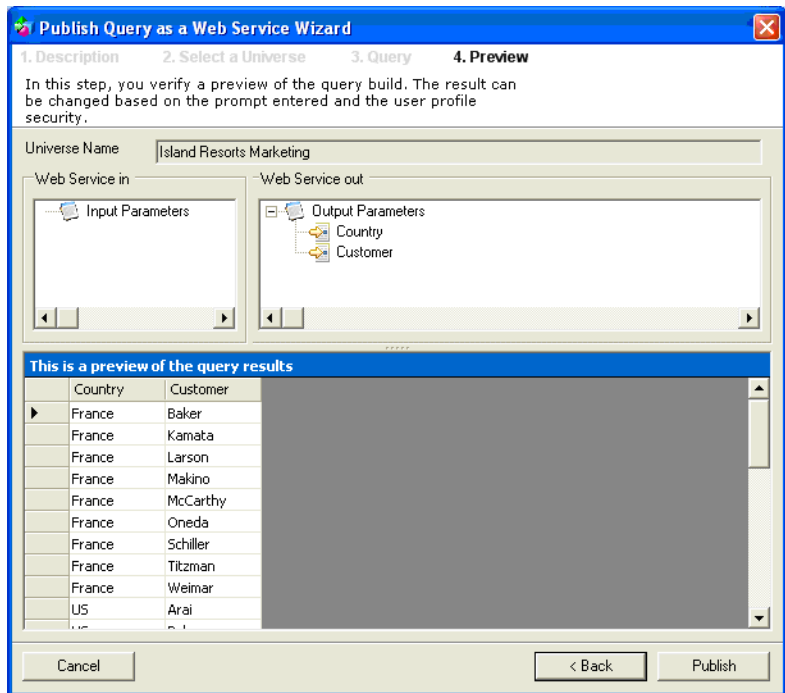 Publish Query as a Web Service Wizard
1. Description 2. Select a Universe 3. Query 4. Preview
In this step, you verify a preview of the query build. The result can
be changed based on the prompt entered and the user profile
security.
Universe Name Island Resorts Marketing
Web Service in Web Service out
Input Parameters Output Parameters
Country
Customer
This is a preview of the query results
Country Customer
France Baker
France Kamata
France Larson
France Makino
France McCarthy
France Oneda
France Schiller
France Titzman
France Weimar
US Arai
Cancel < Back Publish